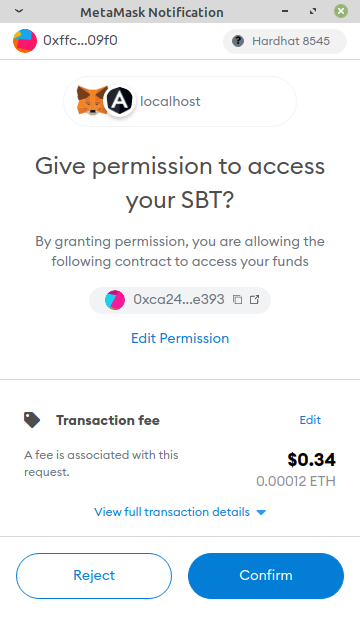 MetaMask Notification
0xffc...09f0
Hardhat 8545
localhost
Give permission to access
your SBT?
By granting permission, you are allowing the
following contract to access your funds
0xca24...e393
Edit Permission
Transaction fee
Edit
A fee is associated with this
request.
$0.34
0.00012 ETH
View full transaction details
Reject
Confirm